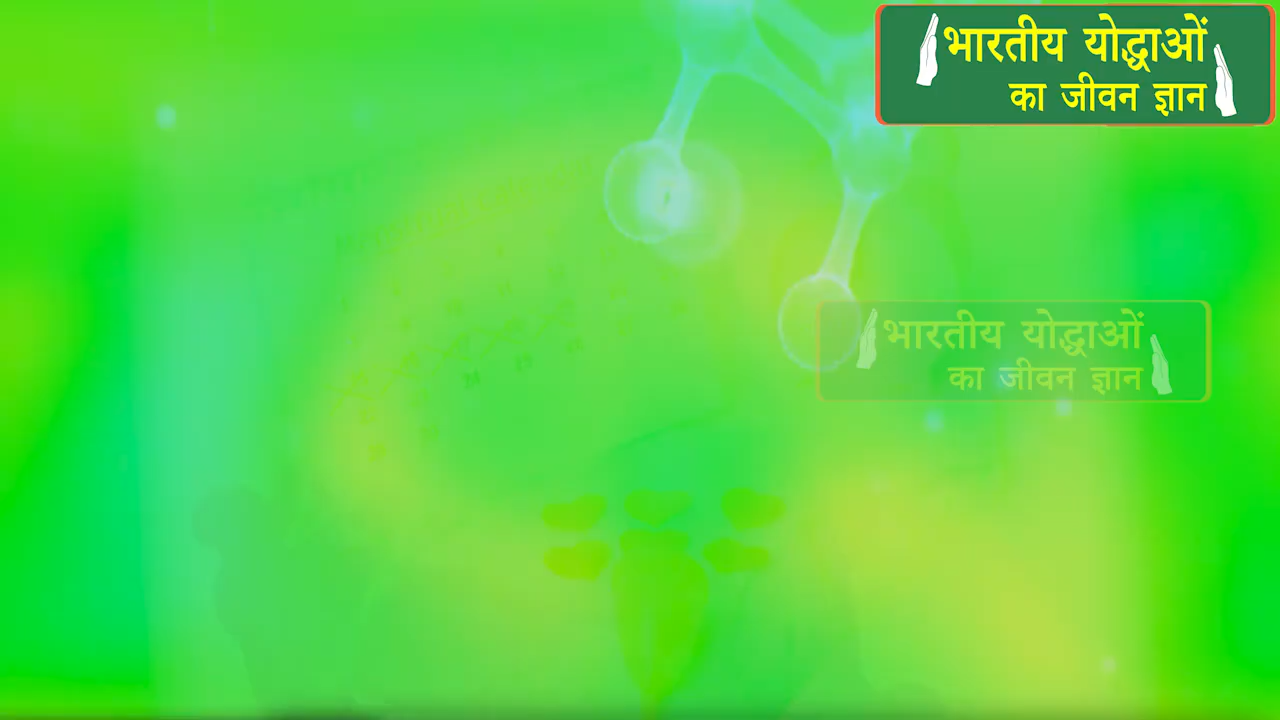 भारतीय योद्धाओं
का जीवन ज्ञान
भारतीय योद्धाओं
का जीवन ज्ञान